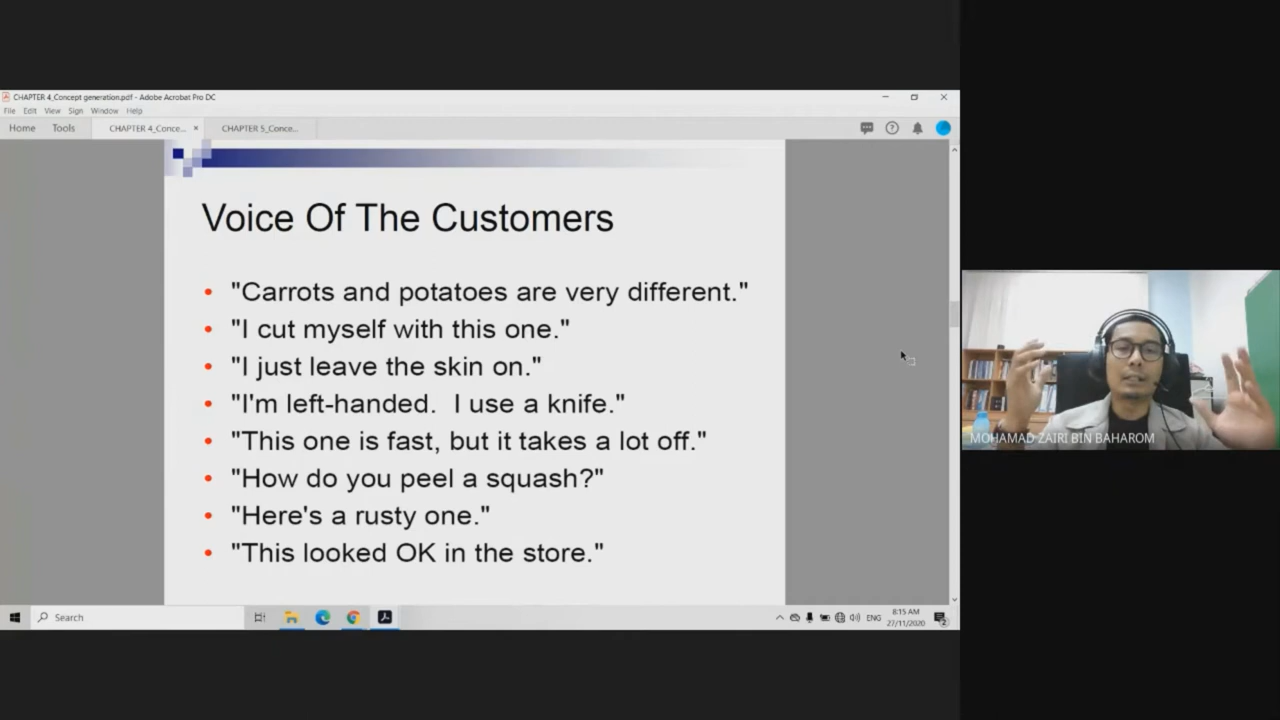 CHAPTER 4_Concept generation.pdf - Adobe Acrobat Pro DC
File Edit View Sign Window Help
Home Tools CHAPTER 4_Conce... × CHAPTER 5_Conce...
Voice Of The Customers
• "Carrots and potatoes are very different."
• "I cut myself with this one."
• "I just leave the skin on."
• "I'm left-handed.  I use a knife."
• "This one is fast, but it takes a lot off."
• "How do you peel a squash?"
• "Here's a rusty one."
• "This looked OK in the store."
MOHAMAD ZAIRI BIN BAHAROM
Search
ENG
8:15 AM
27/11/2020
2